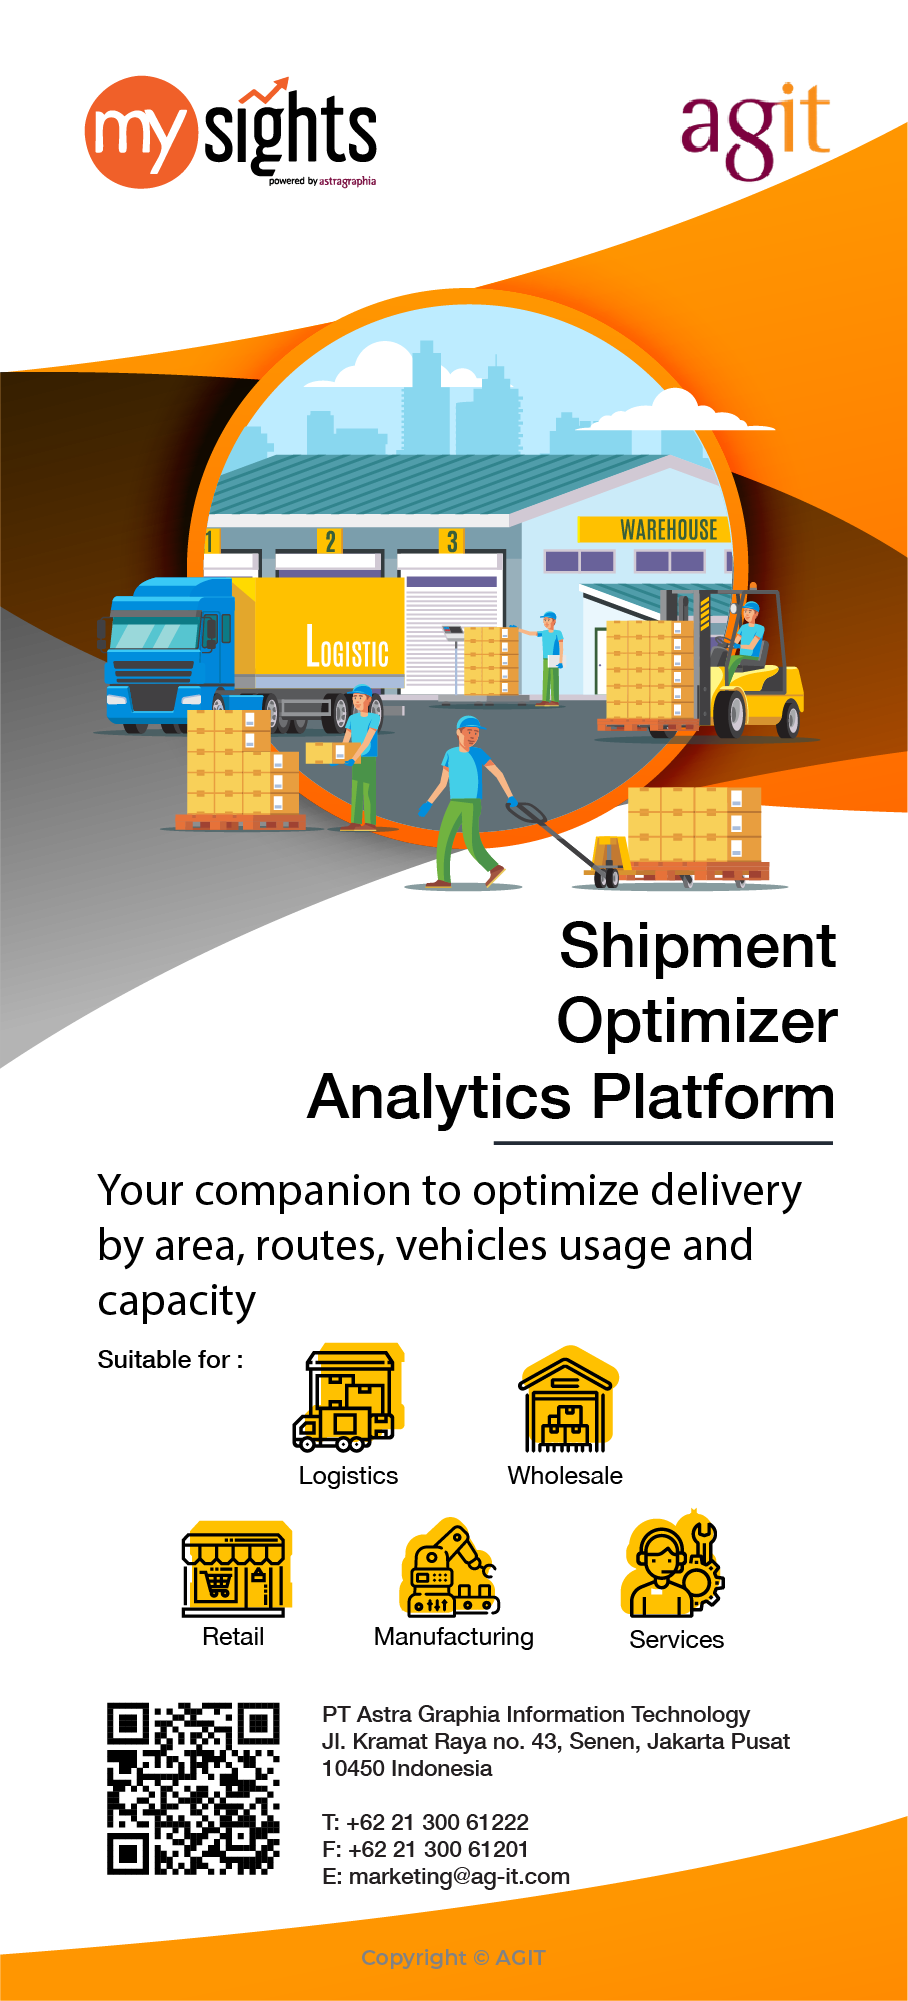 my sights
powered by astragraphia
agit
1
2
3
WAREHOUSE
LOGISTIC
Shipment
Optimizer
Analytics Platform
Your companion to optimize delivery
by area, routes, vehicles usage and
capacity
Suitable for :
Logistics
Wholesale
Retail
Manufacturing
Services
PT Astra Graphia Information Technology
Jl. Kramat Raya no. 43, Senen, Jakarta Pusat
10450 Indonesia
T: +62 21 300 61222
F: +62 21 300 61201
E: marketing@ag-it.com
Copyright © AGIT